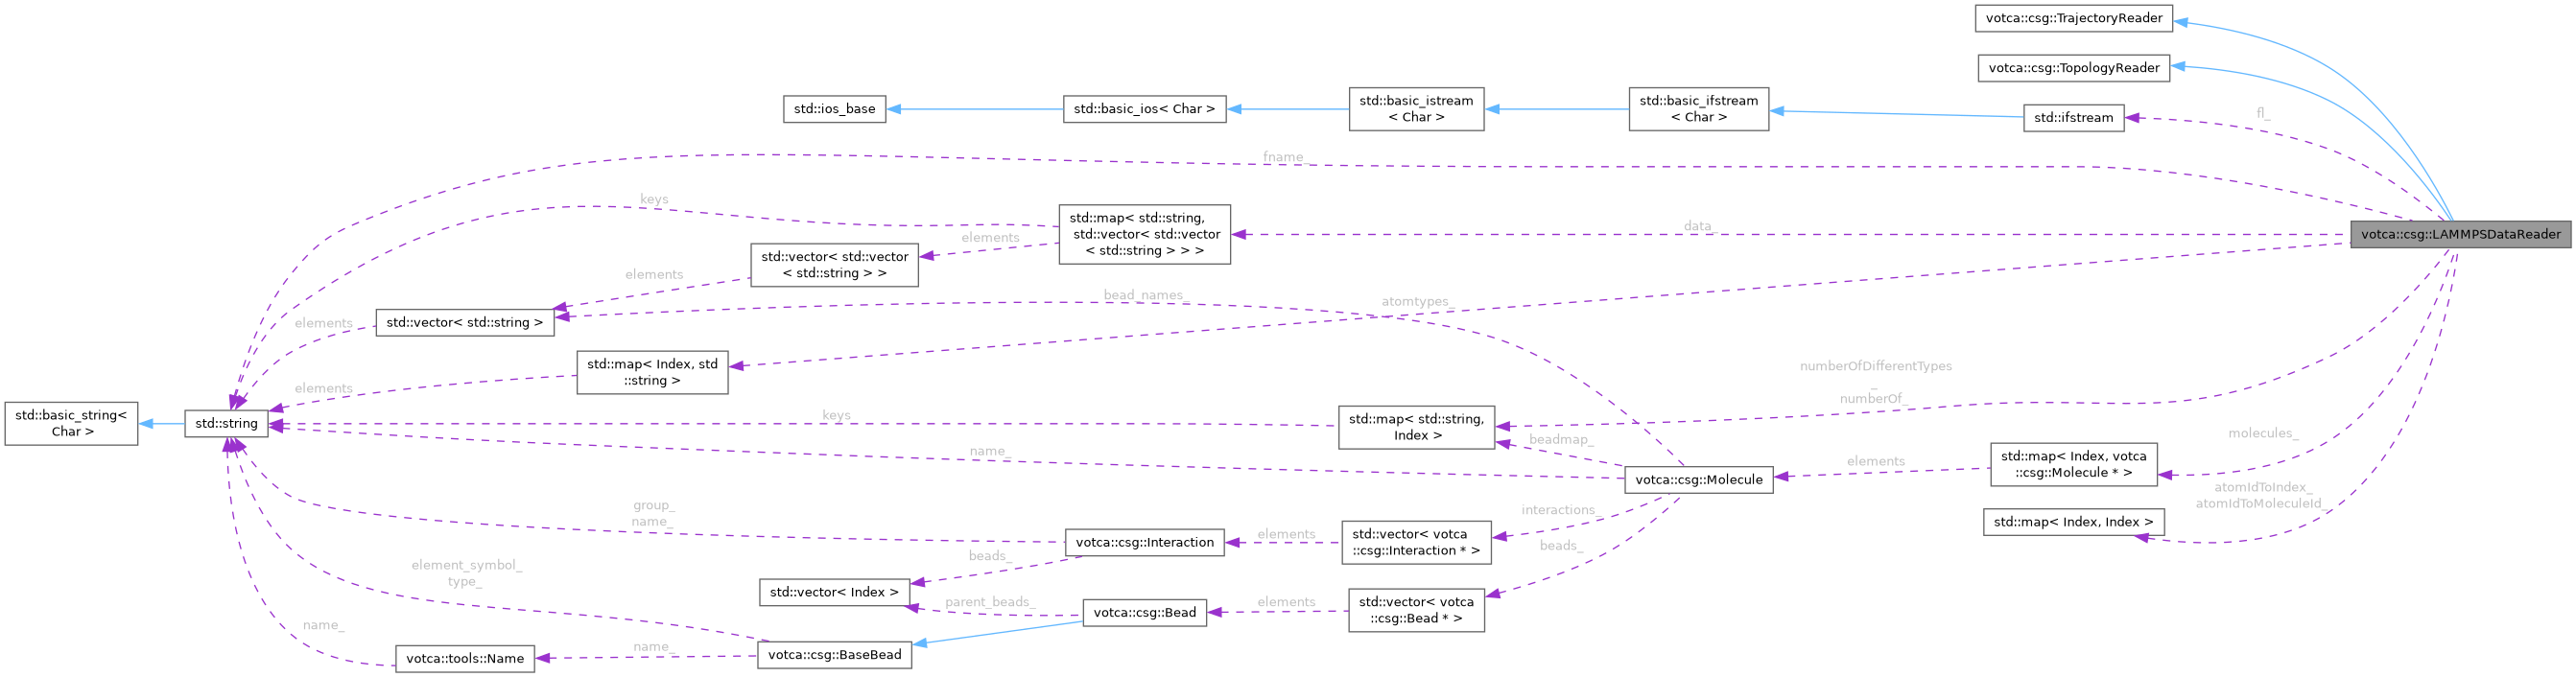 votca::csg::TrajectoryReader
votca::csg::TopologyReader
std::ios_base
std::basic_ios< Char >
std::basic_istream
< Char >
std::basic_ifstream
< Char >
std::ifstream
fl_
fname_
keys
std::map< std::string,
std::vector< std::vector
< std::string > > >
data_
votca::csg::LAMMPSDataReader
elements
std::vector< std::vector
< std::string > >
elements
bead_names_
atomtypes_
std::vector< std::string >
elements
std::map< Index, std
::string >
elements
numberOfDifferentTypes
_
numberOf_
std::basic_string<
Char >
std::string
keys
std::map< std::string,
Index >
beadmap_
molecules_
name_
votca::csg::Molecule
elements
std::map< Index, votca
::csg::Molecule * >
atomIdToIndex_
atomIdToMoleculeId_
std::map< Index, Index >
group_
name_
interactions_
votca::csg::Interaction
elements
std::vector< votca
::csg::Interaction * >
beads_
beads_
element_symbol_
type_
std::vector< Index >
parent_beads_
votca::csg::Bead
elements
std::vector< votca
::csg::Bead * >
name_
votca::tools::Name
name_
votca::csg::BaseBead